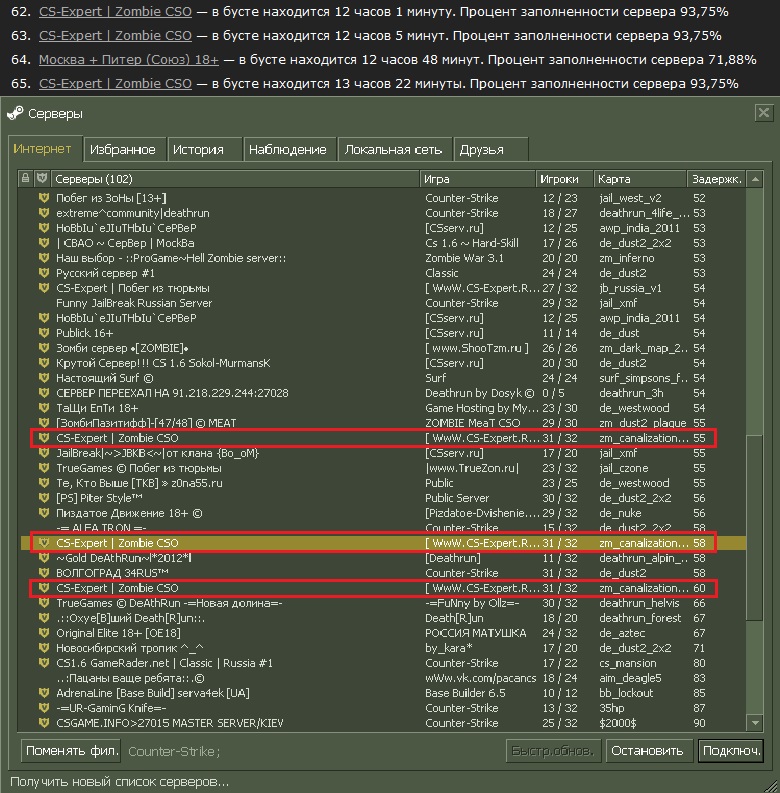 62. CS-Expert | Zombie CSO — в бусте находится 12 часов 1 минуту. Процент заполненности сервера 93,75%
63. CS-Expert | Zombie CSO — в бусте находится 12 часов 5 минут. Процент заполненности сервера 93,75%
64. Москва + Питер (Союз) 18+ — в бусте находится 12 часов 48 минут. Процент заполненности сервера 71,88%
65. CS-Expert | Zombie CSO — в бусте находится 13 часов 22 минуты. Процент заполненности сервера 93,75%
Серверы
Интернет Избранное История Наблюдение Локальная сеть Друзья
Серверы (102) Игра Игроки Карта Задержк.
Побег из ЗоНы [13+] Counter-Strike 12 / 23 jail_west_v2 52
extreme^community|deathrun Counter-Strike 18 / 27 deathrun_4life_... 53
НоВЫu`eJIuTHbIu`CePBeP [CSserv.ru] 12 / 25 awp_india_2011 53
| СВАО ~ СерВер | МосkВа Cs 1.6 ~ Hard-Skill 17 / 26 de_dust2_2x2 53
Наш выбор - ::ProGame~Hell Zombie server:: Zombie War 3.1 20 / 20 zm_inferno 53
Русский сервер #1 Classic 24 / 24 de_dust2 53
CS-Expert | Побег из тюрьмы [ WwW.CS-Expert.R... 27 / 32 jb_russia_v1 54
Funny JailBreak Russian Server Counter-Strike 29 / 32 jail_xmf 54
HoBbIu`eJIuTHbIu`CePBeP [CSserv.ru] 12 / 25 awp_india_2011 54
Publick 16+ [CSserv.ru] 11 / 14 de_dust 54
Зомби сервер •[ZOMBIE]• [ www.ShooTzm.ru ] 26 / 26 zm_dark_map_2... 54
Крутой Сервер!!! CS 1.6 Sokol-MurmansK [CSserv.ru] 20 / 30 de_dust2 54
Настоящий Surf © Surf 24 / 24 surf_simpsons_f... 54
СЕРВЕР ПЕРЕЕХАЛ НА 91.218.229.244:27028 Deathrun by Dosyk © 0 / 5 deathrun_3h 54
ТаЩи ЕпТи 18+ Game Hosting by My... 23 / 30 de_westwood 54
[ЗомбиПазитифф]-[47/48] © MEAT ZOMBIE MeaT CSO 29 / 30 zm_dust2_plaque 55
CS-Expert | Zombie CSO [ WwW.CS-Expert.R... 31 / 32 zm_canalization... 55
JailBreak|~>JBKB<~|от клана {Bo_oM} [CSserv.ru] 17 / 20 jail_xmf 55
TrueGames © Побег из тюрьмы |www.TrueZon.ru| 23 / 32 jail_czone 55
Те, Кто Выше [TKB] » z0na55.ru Public 23 / 25 de_westwood 55
[PS] Piter Style™ Public Server 30 / 32 de_dust2_2x2 56
Пиздатое Движение 18+ © [Pizdatoe-Dvishenie.... 29 / 32 de_nuke 56
-= ALFA TRON =- Counter-Strike 15 / 32 de_dust2_2x2 58
CS-Expert | Zombie CSO [ WwW.CS-Expert.R... 31 / 32 zm_canalization... 58
~Gold DeAthRun~|*2012*| [Deathrun] 11 / 32 deathrun_alpin_... 58
ВОЛГОГРАД 34RUS™ Counter-Strike 31 / 32 de_dust2 58
CS-Expert | Zombie CSO [ WwW.CS-Expert.R... 31 / 32 zm_canalization... 60
TrueGames © DeAthRun -=Новая долина=- -=FuNny by Ollz=- 30 / 32 deathrun_helvis 66
.::Охуе[В]ший Death[R]un::. Death[R]un 18 / 20 deathrun_forest 67
Original Elite 18+ [OE18] РОССИЯ МАТУШКА 24 / 32 de_aztec 67
Новосибирский тропик ^_^ by_kara* 17 / 20 de_dust2_2x2 71
CS1.6 GameRader.net | Classic | Russia #1 Counter-Strike 17 / 22 cs_mansion 80
..:Пацаны ваще ребята::.© wWw.vk.com/pacancs 18 / 24 aim_deagle5 83
AdrenaLine [Base Build] serva4ek [UA] Base Builder 6.5 10 / 12 bb_lockout 85
-=UR-GaminG Knife=- Counter-Strike 13 / 32 35hp 87
CSGAME.INFO>27015 MASTER SERVER/KIEV Counter-Strike 25 / 32 $2000$ 90
Поменять фил. Counter-Strike; Быстр.обнов. Остановить Подключ.
Получить новый список серверов...